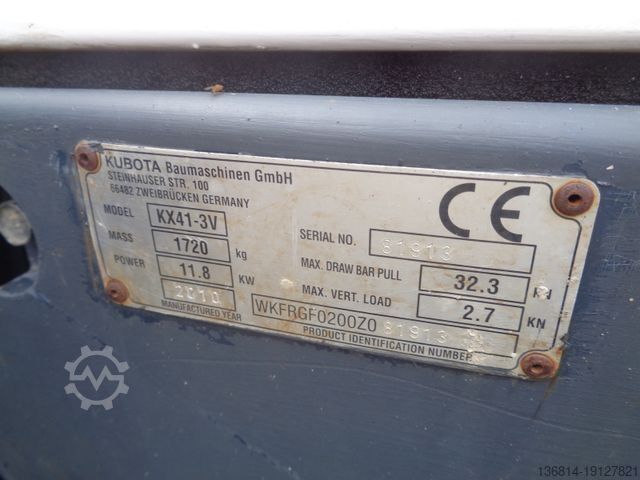 KUBOTA Baumaschinen GmbH
STEINHAUSER STR. 100
66482 ZWEIBRÜCKEN GERMANY
MODEL KX41-3V
MASS 1720 kg
POWER 11.8 KW
2010
MANUFACTURED YEAR
CE
SERIAL NO. 81913
MAX. DRAW BAR PULL 32.3 KN
MAX. VERT. LOAD 2.7 KN
WKFRGF0200Z081913
PRODUCT IDENTIFICATION NUMBER
136814-19127821